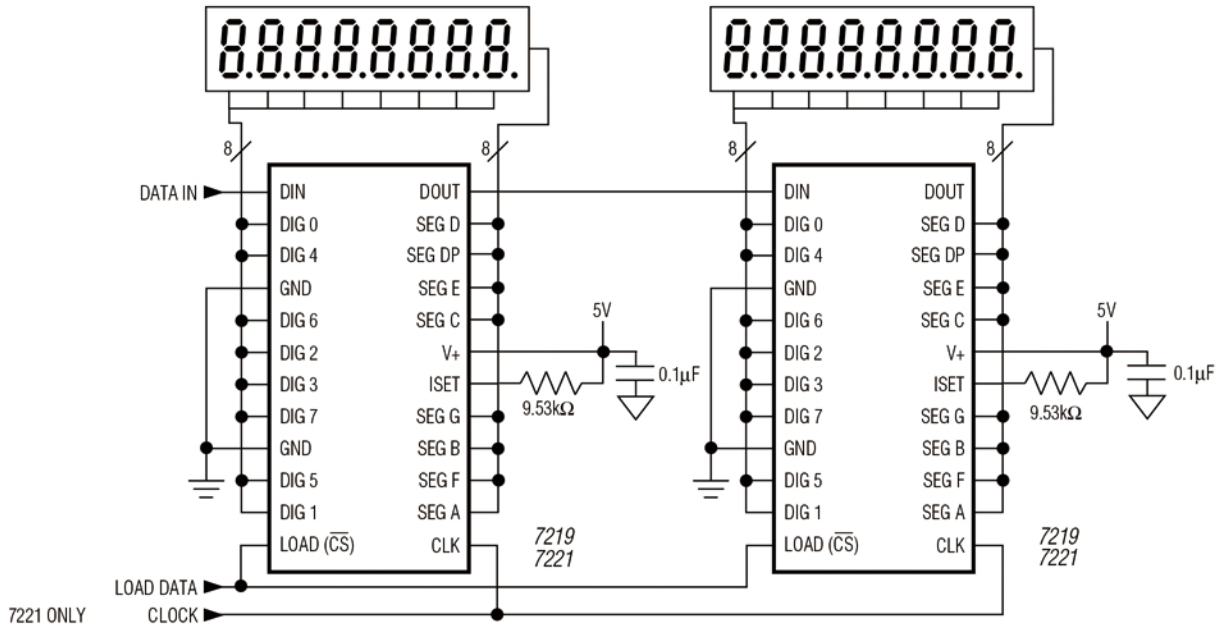 8.8.8.8.8.8.8.8. 8.8.8.8.8.8.8.8.
8 8 8 8
DATA IN DIN DOUT DIN DOUT
DIG 0 SEG D DIG 0 SEG D
DIG 4 SEG DP DIG 4 SEG DP
GND SEG E GND SEG E
DIG 6 SEG C 5V DIG 6 SEG C 5V
DIG 2 V+ DIG 2 V+
DIG 3 ISET 0.1µF DIG 3 ISET 0.1µF
DIG 7 SEG G 9.53kΩ DIG 7 SEG G 9.53kΩ
GND SEG B GND SEG B
DIG 5 SEG F DIG 5 SEG F
DIG 1 SEG A 7219 DIG 1 SEG A 7219
LOAD (C̅S̅) CLK 7221 LOAD (C̅S̅) CLK 7221
LOAD DATA
7221 ONLY CLOCK